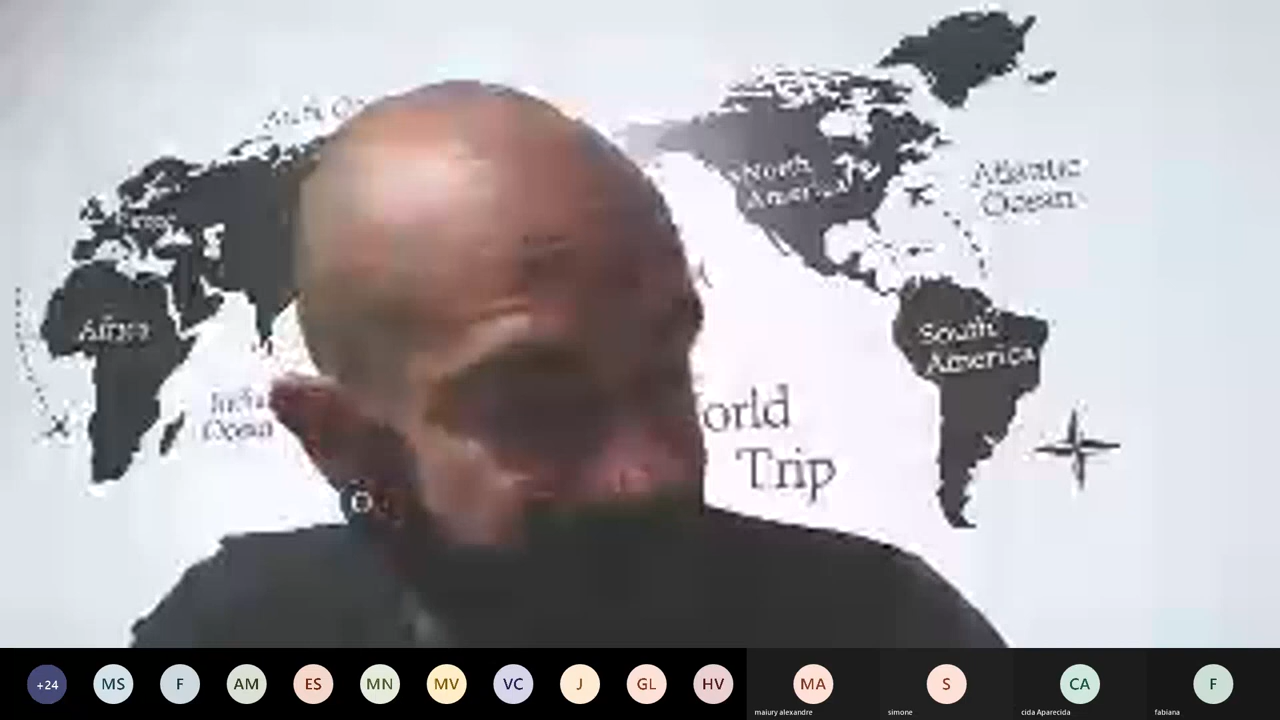 North
America
Atlantic
Ocean
Africa
South
America
Ocean
orld
Trip
+24
MS
F
AM
ES
MN
MV
VC
J
GL
HV
MA
S
CA
F
maiury alexandre
simone
cida Aparecida
fabiana